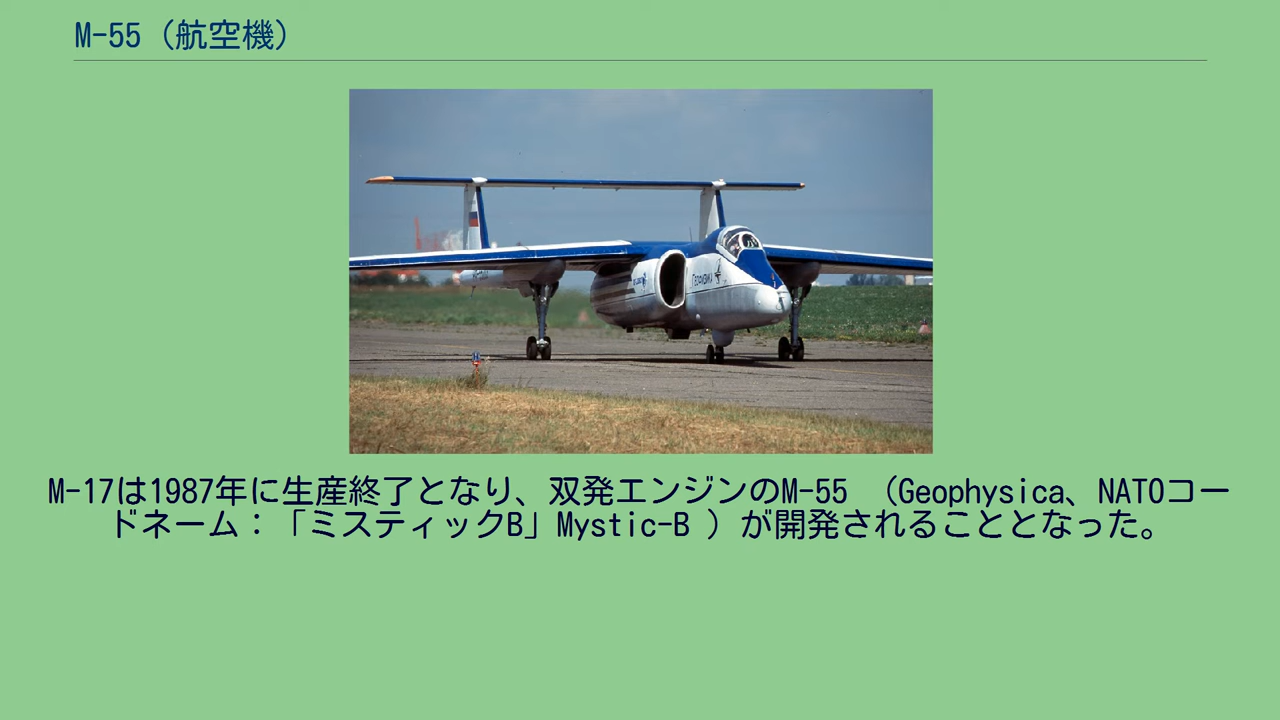 M-55（航空機）
Геофизика
M-17は1987年に生産終了となり、双発エンジンのM-55 （Geophysica、NATOコー
ドネーム：「ミスティックB」Mystic-B ）が開発されることとなった。